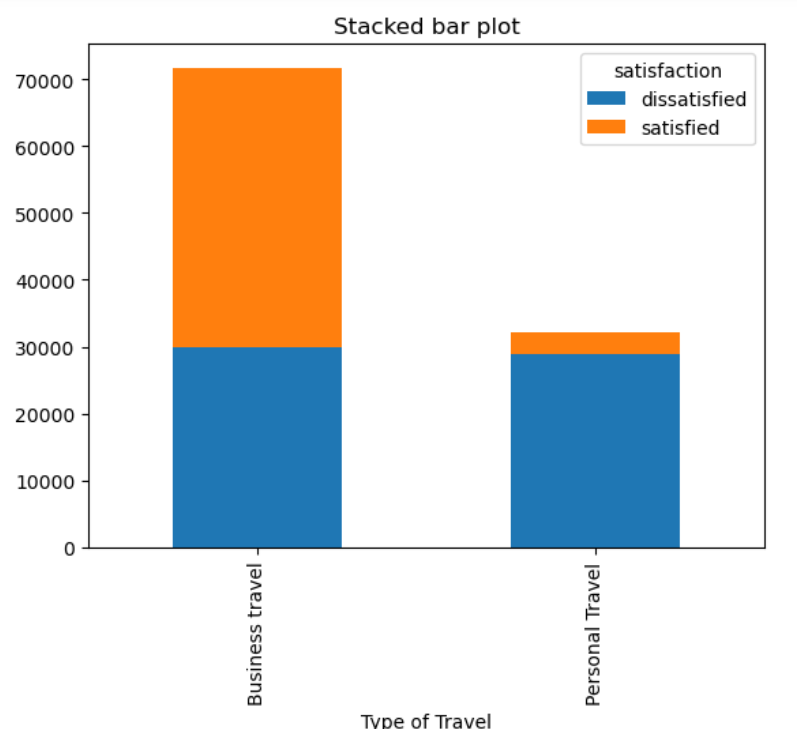 Stacked bar plot
satisfaction
dissatisfied
satisfied
70000
60000
50000
40000
30000
20000
10000
0
Business travel
Personal Travel
Type of Travel